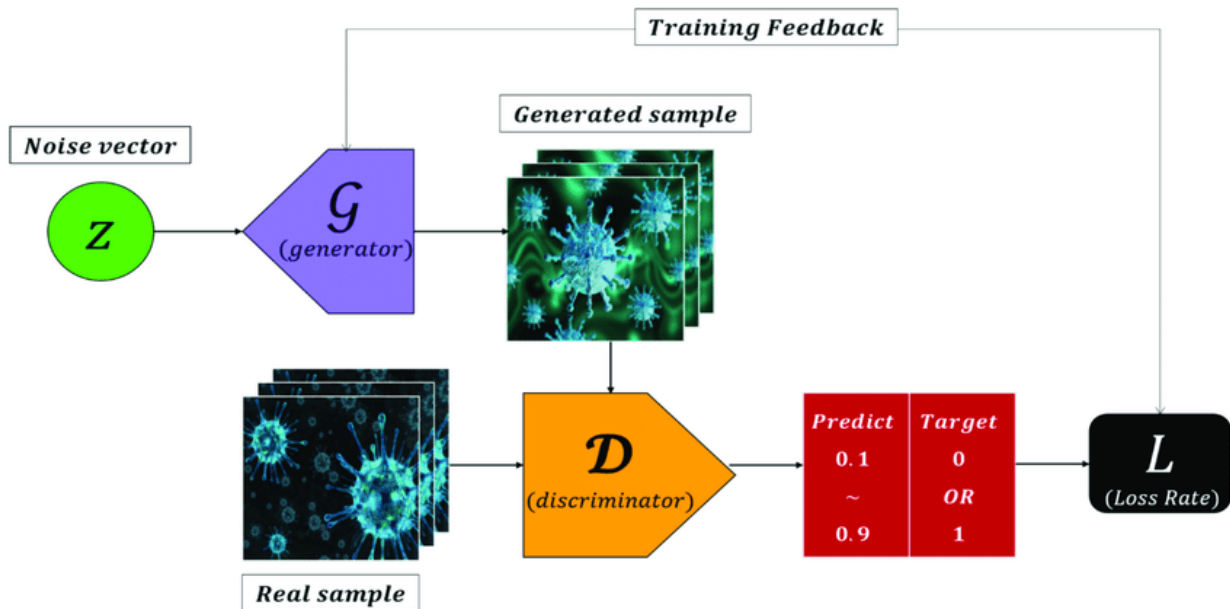 Training Feedback
Generated sample
Noise vector
z
G
(generator)
Predict Target
0.1 0
~ OR
0.9 1
D
(discriminator)
L
(Loss Rate)
Real sample